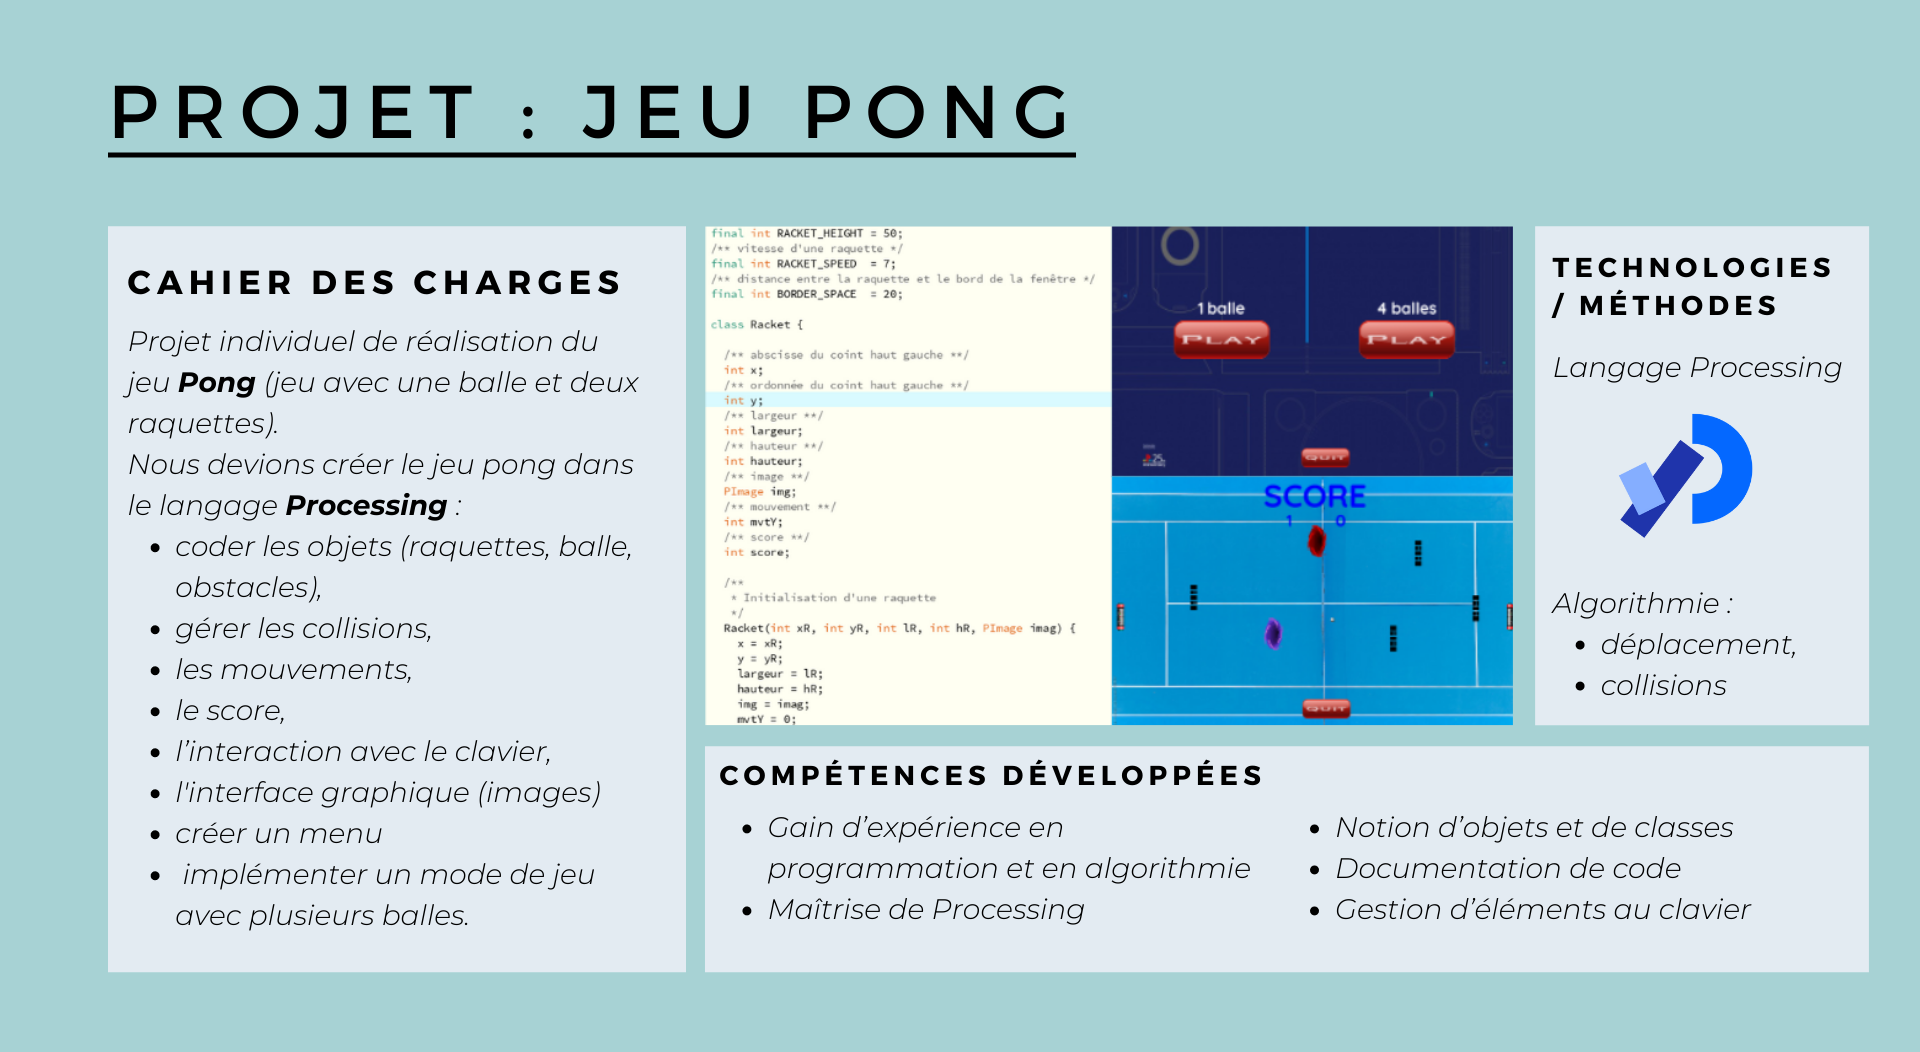 PROJET : JEU PONG
CAHIER DES CHARGES
Projet individuel de réalisation du
jeu Pong (jeu avec une balle et deux
raquettes).
Nous devions créer le jeu pong dans
le langage Processing :
• coder les objets (raquettes, balle,
obstacles),
• gérer les collisions,
• les mouvements,
• le score,
• l’interaction avec le clavier,
• l'interface graphique (images)
• créer un menu
• implémenter un mode de jeu
avec plusieurs balles.
final int RACKET_HEIGHT = 50;
/** vitesse d'une raquette */
final int RACKET_SPEED = 7;
/** distance entre la raquette et le bord de la fenêtre */
final int BORDER_SPACE = 20;
class Racket {
/** abscisse du coint haut gauche **/
int x;
/** ordonnée du coint haut gauche **/
int y;
/** largeur **/
int largeur;
/** hauteur **/
int hauteur;
/** image **/
PImage img;
/** mouvement **/
int mvtY;
/** score **/
int score;
/**
* Initialisation d'une raquette
*/
Racket(int xR, int yR, int lR, int hR, PImage imag) {
x = xR;
y = yR;
largeur = lR;
hauteur = hR;
img = imag;
mvtY = 0;
1 balle
4 balles
PLAY
PLAY
25
QUIT
SCORE
1 0
QUIT
TECHNOLOGIES
/ MÉTHODES
Langage Processing
Algorithmie :
• déplacement,
• collisions
COMPÉTENCES DÉVELOPPÉES
• Gain d’expérience en
programmation et en algorithmie
• Maîtrise de Processing
• Notion d’objets et de classes
• Documentation de code
• Gestion d’éléments au clavier